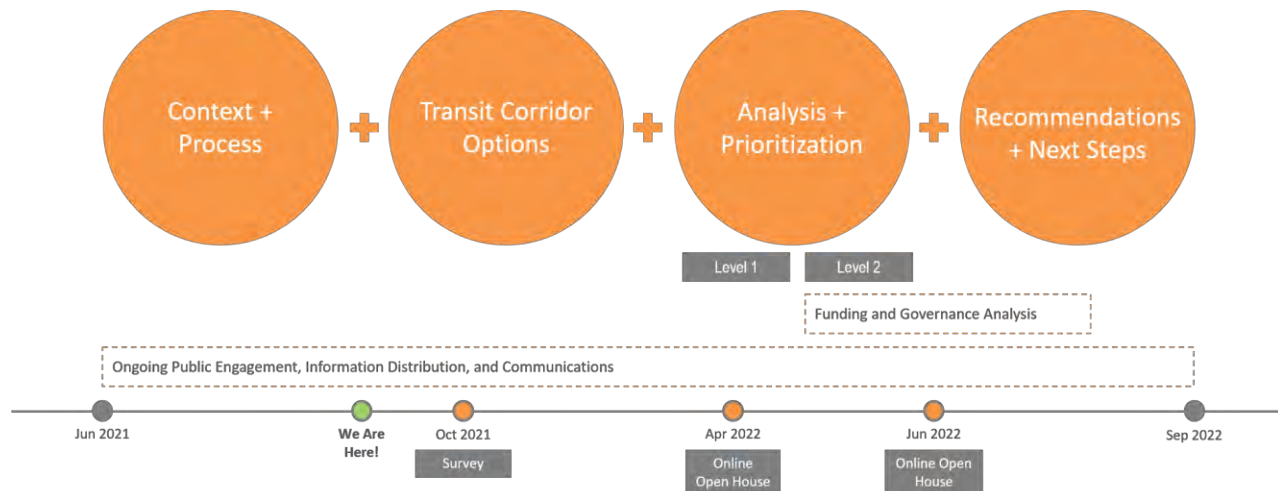 Context +
Process
Transit Corridor
Options
Analysis +
Prioritization
Recommendations
+ Next Steps
Level 1
Level 2
Funding and Governance Analysis
Ongoing Public Engagement, Information Distribution, and Communications
Jun 2021
We Are
Here!
Oct 2021
Survey
Apr 2022
Online
Open House
Jun 2022
Online Open
House
Sep 2022